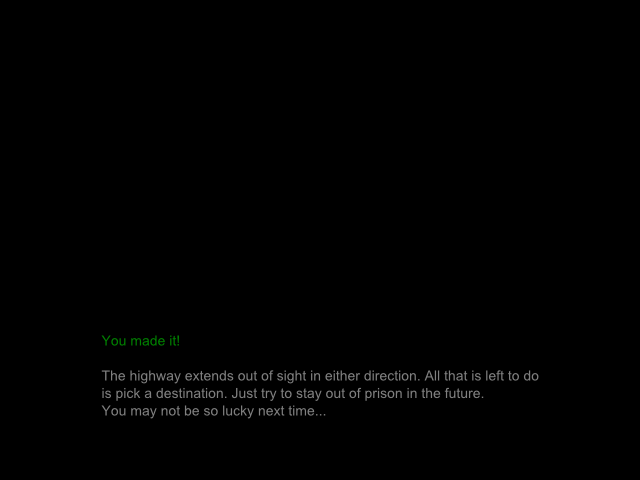 You made it!
The highway extends out of sight in either direction. All that is left to do
is pick a destination. Just try to stay out of prison in the future.
You may not be so lucky next time...